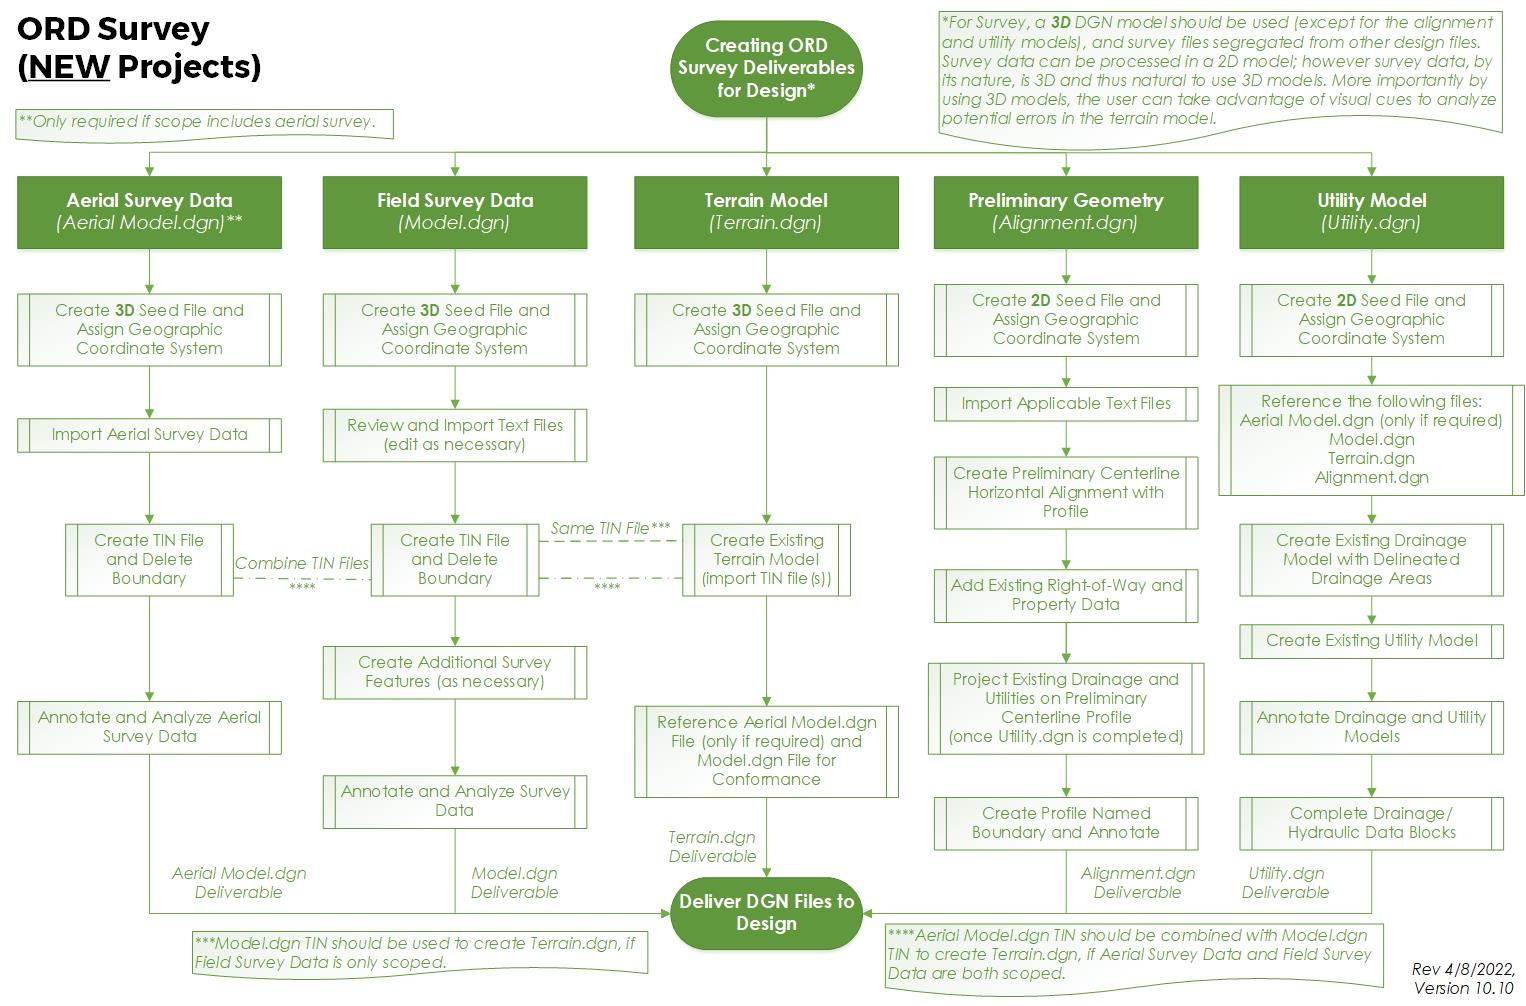 ORD Survey
(NEW Projects)
**Only required if scope includes aerial survey.
Creating ORD
Survey Deliverables
for Design*
*For Survey, a 3D DGN model should be used (except for the alignment
and utility models), and survey files segregated from other design files.
Survey data can be processed in a 2D model; however survey data, by
its nature, is 3D and thus natural to use 3D models. More importantly by
using 3D models, the user can take advantage of visual cues to analyze
potential errors in the terrain model.
Aerial Survey Data
(Aerial Model.dgn)**
Create 3D Seed File and
Assign Geographic
Coordinate System
Import Aerial Survey Data
Create TIN File
and Delete
Boundary
Combine TIN Files
****
Annotate and Analyze Aerial
Survey Data
Aerial Model.dgn
Deliverable
Field Survey Data
(Model.dgn)
Create 3D Seed File and
Assign Geographic
Coordinate System
Review and Import Text Files
(edit as necessary)
Create TIN File
and Delete
Boundary
Same TIN File***
****
Create Additional Survey
Features (as necessary)
Annotate and Analyze Survey
Data
Model.dgn
Deliverable
Terrain Model
(Terrain.dgn)
Create 3D Seed File and
Assign Geographic
Coordinate System
Create Existing
Terrain Model
(import TIN file(s))
Reference Aerial Model.dgn
File (only if required) and
Model.dgn File for
Conformance
Terrain.dgn
Deliverable
Preliminary Geometry
(Alignment.dgn)
Create 2D Seed File and
Assign Geographic
Coordinate System
Import Applicable Text Files
Create Preliminary Centerline
Horizontal Alignment with
Profile
Add Existing Right-of-Way and
Property Data
Project Existing Drainage and
Utilities on Preliminary
Centerline Profile
(once Utility.dgn is completed)
Create Profile Named
Boundary and Annotate
Alignment.dgn
Deliverable
Utility Model
(Utility.dgn)
Create 2D Seed File and
Assign Geographic
Coordinate System
Reference the following files:
Aerial Model.dgn (only if required)
Model.dgn
Terrain.dgn
Alignment.dgn
Create Existing Drainage
Model with Delineated
Drainage Areas
Create Existing Utility Model
Annotate Drainage and Utility
Models
Complete Drainage/
Hydraulic Data Blocks
Utility.dgn
Deliverable
Deliver DGN Files to
Design
***Model.dgn TIN should be used to create Terrain.dgn, if
Field Survey Data is only scoped.
****Aerial Model.dgn TIN should be combined with Model.dgn
TIN to create Terrain.dgn, if Aerial Survey Data and Field Survey
Data are both scoped.
Rev 4/8/2022,
Version 10.10